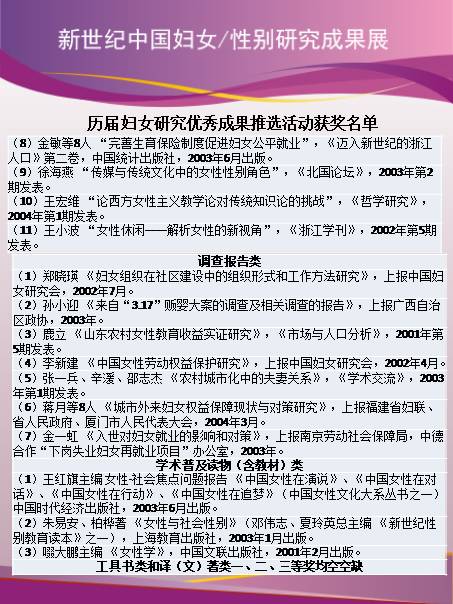 新世纪中国妇女/性别研究成果展
历届妇女研究优秀成果推选活动获奖名单
（8）金敏等8人 “完善生育保险制度促进妇女公平就业”，《迈入新世纪的浙江
人口》第二卷，中国统计出版社，2003年6月出版。
（9）徐海燕 “传媒与传统文化中的女性性别角色”，《北国论坛》，2003年第2
期发表。
（10）王宏维 “论西方女性主义教学论对传统知识论的挑战”，《哲学研究》，
2004年第1期发表。
（11）王小波 “女性休闲——解析女性的新视角”，《浙江学刊》，2002年第5期
发表。
调查报告类
（1）郑晓瑛 《妇女组织在社区建设中的组织形式和工作方法研究》，上报中国妇
女研究会，2002年7月。
（2）孙小迎 《来自“3.17”贩婴大案的调查及相关调查的报告》，上报广西自治
区政协，2003年。
（3）鹿立 《山东农村女性教育收益实证研究》，《市场与人口分析》，2001年第
5期发表。
（4）李新建 《中国女性劳动权益保护研究》，上报中国妇女研究会，2002年4月。
（5）张一兵、辛湲、邵志杰 《农村城市化中的夫妻关系》，《学术交流》，2003
年第1期发表。
（6）蒋月等8人 《城市外来妇女权益保障现状与对策研究》，上报福建省妇联、
省人民政府、厦门市人民代表大会，2004年3月。
（7）金一虹 《入世对妇女就业的影响和对策》，上报南京劳动社会保障局，中德
合作“下岗失业妇女再就业项目”办公室，2003年。
学术普及读物（含教材）类
（1）王红旗主编 女性-社会焦点问题报告 《中国女性在演说》、《中国女性在对
话》、《中国女性在行动》、《中国女性在追梦》（中国女性文化大系丛书之一）
中国时代经济出版社，2003年6月出版。
（2）朱易安、柏桦著 《女性与社会性别》（邓伟志、夏玲英总主编 《新世纪性
别教育读本》之一），上海教育出版社，2003年1月出版。
（3）啜大鹏主编 《女性学》，中国文联出版社，2001年2月出版。
工具书类和译（文）著类一、二、三等奖均空空缺